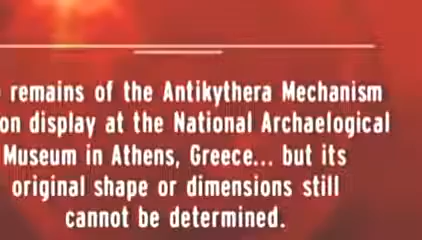 remains of the Antikythera Mechanism
on display at the National Archaelogical
Museum in Athens, Greece... but its
original shape or dimensions still
cannot be determined.